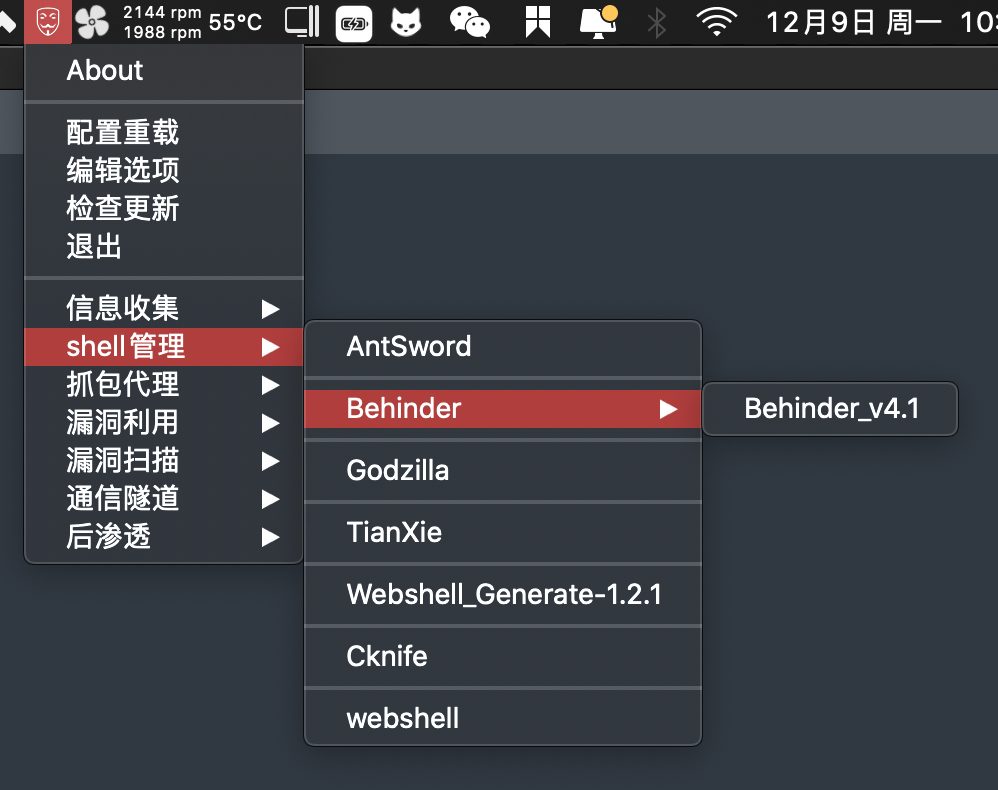 2144 rpm
1988 rpm
55°C
12月9日 周一
About
配置重载
编辑选项
检查更新
退出
信息收集
shell管理
抓包代理
漏洞利用
漏洞扫描
通信隧道
后渗透
AntSword
Behinder
Godzilla
TianXie
Webshell_Generate-1.2.1
Cknife
webshell
Behinder_v4.1